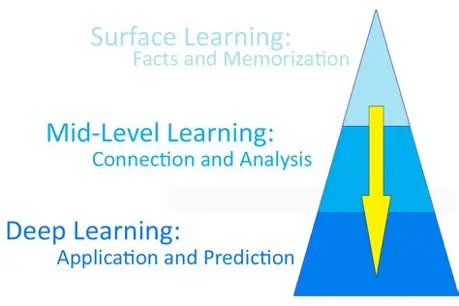 Surface Learning:
Facts and Memorization
Mid-Level Learning:
Connection and Analysis
Deep Learning:
Application and Prediction